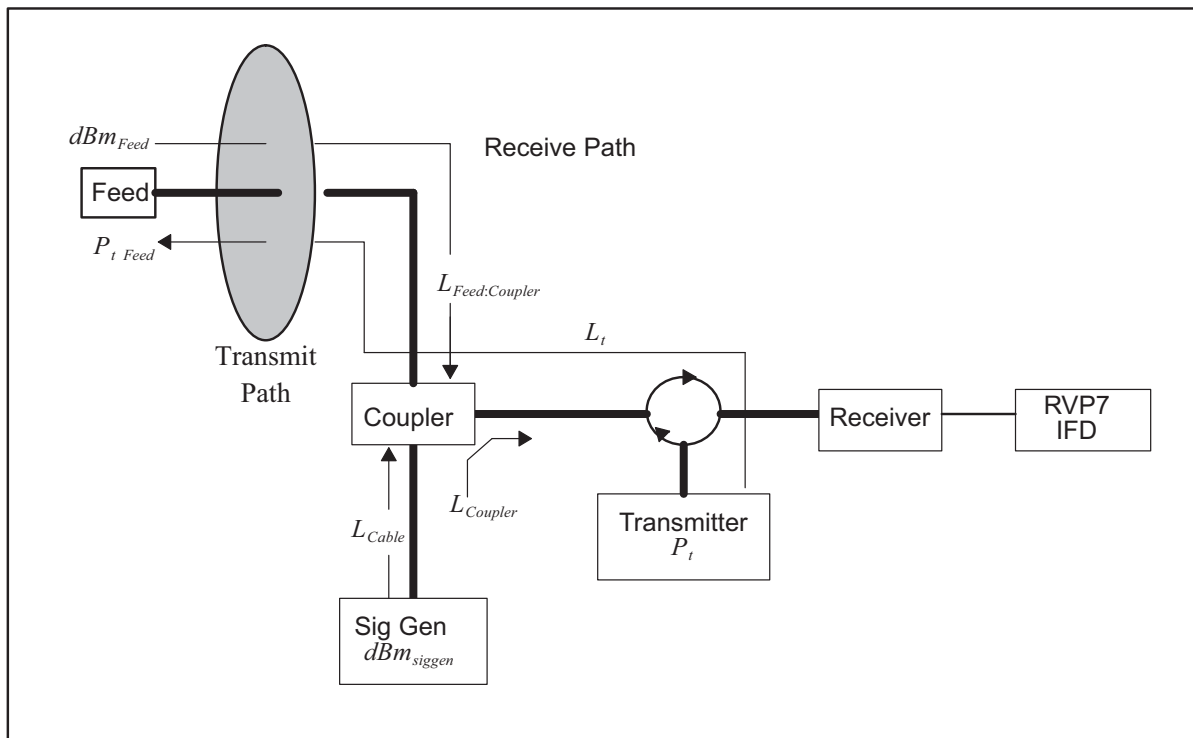 dBm_Feed
Receive Path
Feed
P_t Feed
L_Feed:Coupler
L_t
Transmit
Path
Coupler
Receiver
RVP7
IFD
L_Coupler
L_Cable
Transmitter
P_t
Sig Gen
dBm_siggen